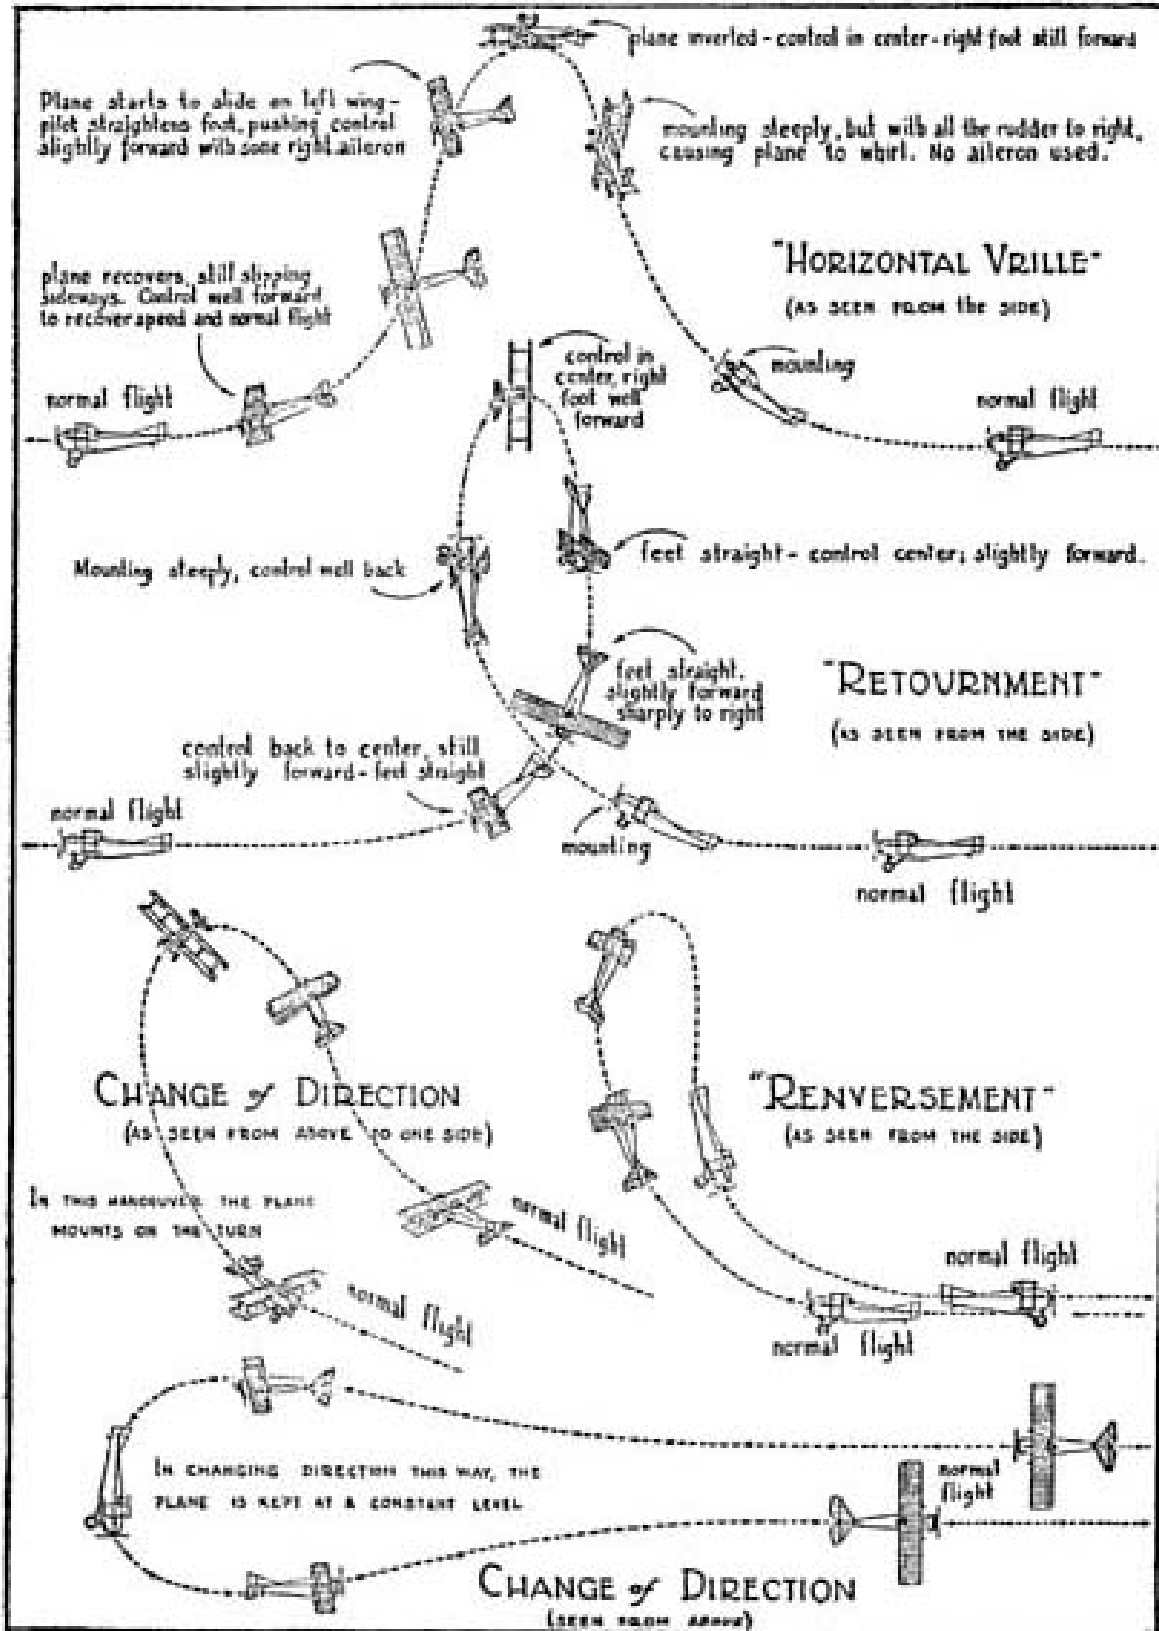 plane inverted - control in center - right foot still forward
Plane starts to slide on left wing -
pilot straightens foot, pushing control
slightly forward with some right aileron
mounting steeply, but with all the rudder to right,
causing plane to whirl. No aileron used.
"HORIZONTAL VRILLE"
(AS SEEN FROM THE SIDE)
plane recovers, still slipping
sideways. Control well forward
to recover speed and normal flight
normal flight
control in
center, right
foot well
forward
mounting
normal flight
Mounting steeply, control well back
feet straight - control center; slightly forward.
"RETOURNMENT"
(AS SEEN FROM THE SIDE)
feet straight.
slightly forward
sharply to right
control back to center, still
slightly forward - feet straight
normal flight
mounting
normal flight
CHANGE of DIRECTION
(AS SEEN FROM ABOVE TO ONE SIDE)
IN THIS MANOEUVER THE PLANE
MOUNTS ON THE TURN
normal flight
normal flight
"RENVERSEMENT"
(AS SEEN FROM THE SIDE)
normal flight
normal flight
IN CHANGING DIRECTION THIS WAY, THE
PLANE IS KEPT AT A CONSTANT LEVEL
normal
flight
CHANGE of DIRECTION
(SEEN FROM ABOVE)